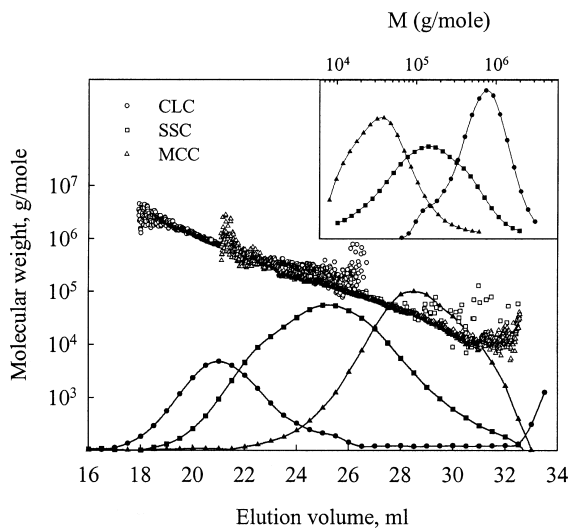 M (g/mole)
10⁴ 10⁵ 10⁶
CLC
SSC
MCC
Molecular weight, g/mole
10⁷
10⁶
10⁵
10⁴
10³
16 18 20 22 24 26 28 30 32 34
Elution volume, ml